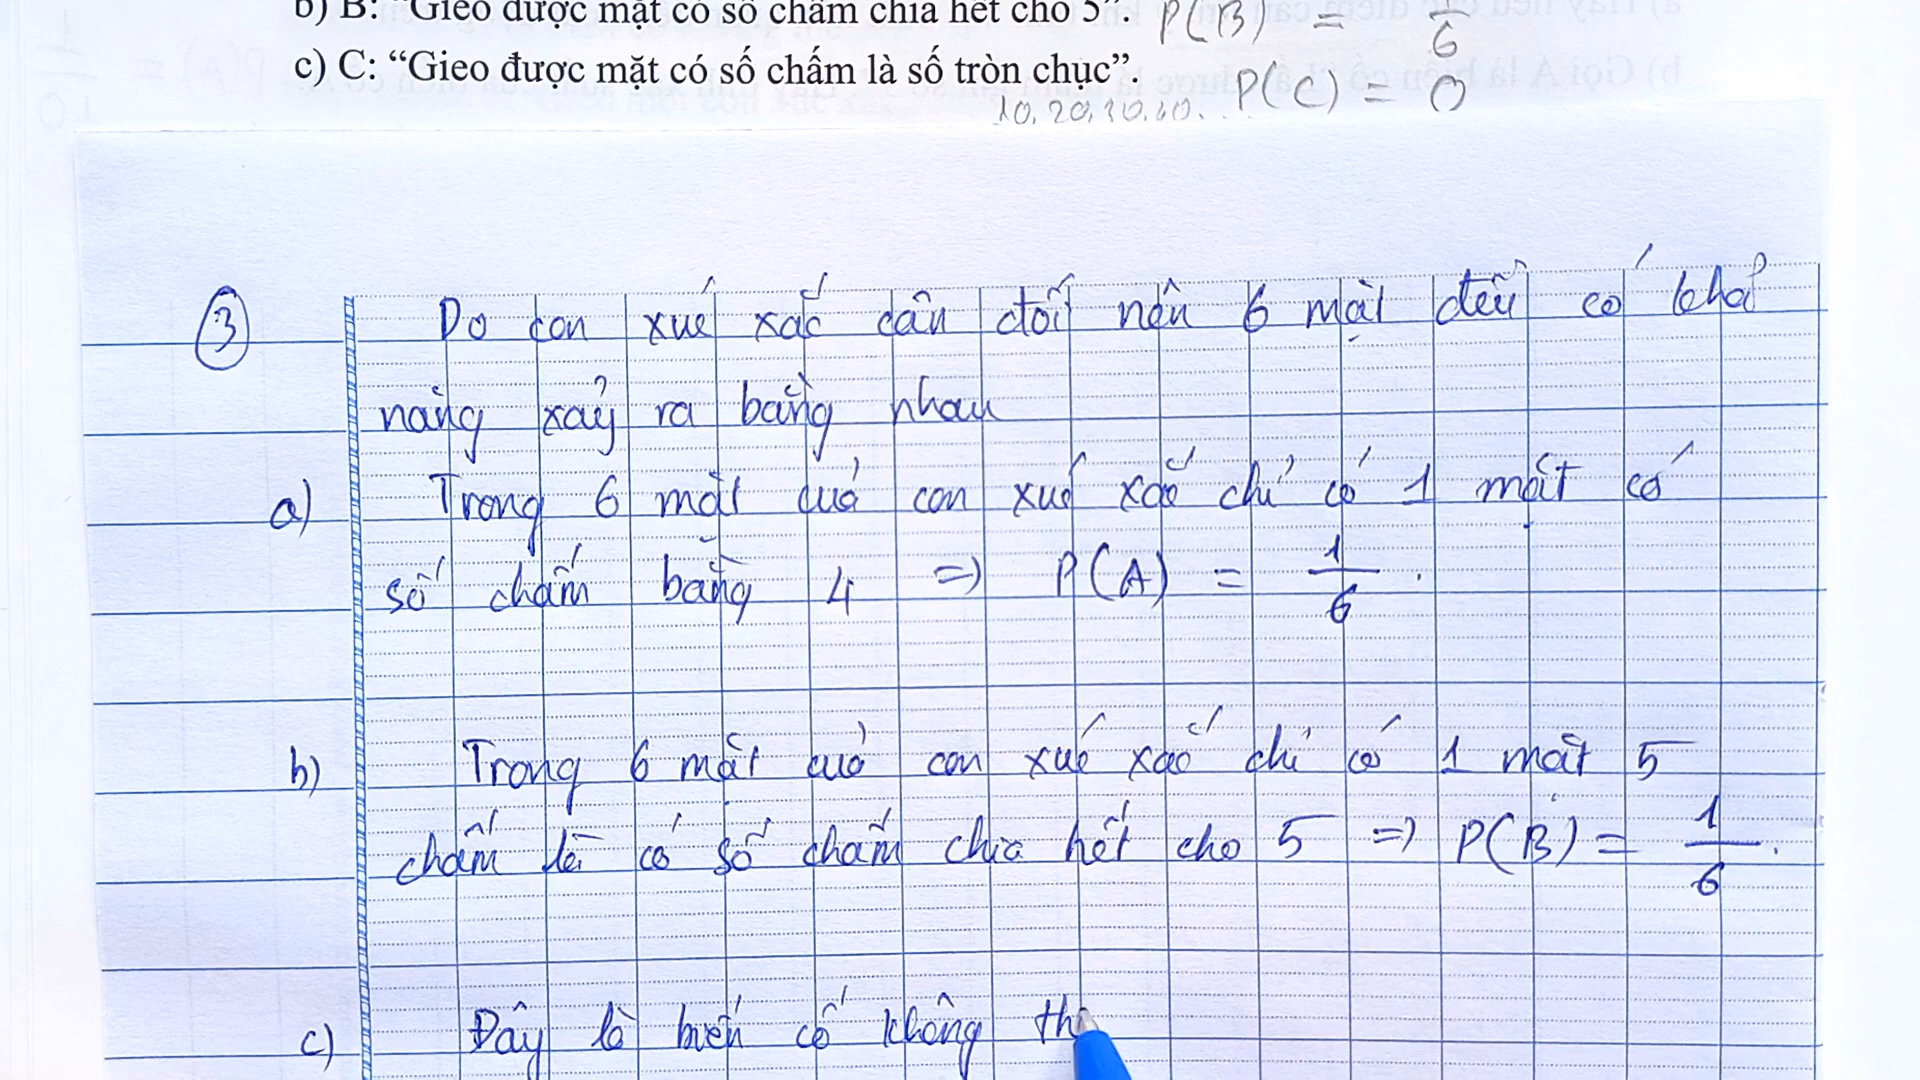 b) B: “Gieo được mặt có số chấm chia hết cho 5”. P(B) = 1/6
c) C: “Gieo được mặt có số chấm là số tròn chục”. P(C) = 0
10, 20, 30, 40...
③ Do con xúc xắc cân đối nên 6 mặt đều có khả
năng xảy ra bằng nhau
a) Trong 6 mặt của con xúc xắc chỉ có 1 mặt có
số chấm bằng 4 => P(A) = 1/6.
b) Trong 6 mặt của con xúc xắc chỉ có 1 mặt 5
chấm là có số chấm chia hết cho 5 => P(B) = 1/6.
c) Đây là biến cố không th